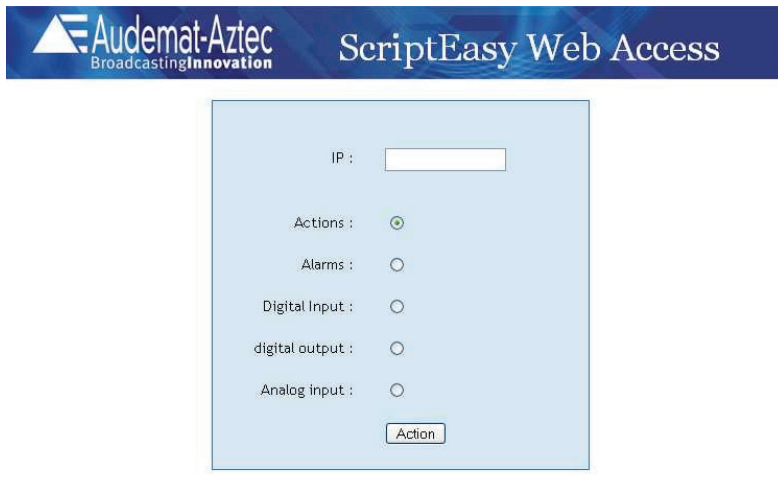 Audemat-Aztec
BroadcastingInnovation
ScriptEasy Web Access
IP :
Actions :
Alarms :
Digital Input :
digital output :
Analog input :
Action